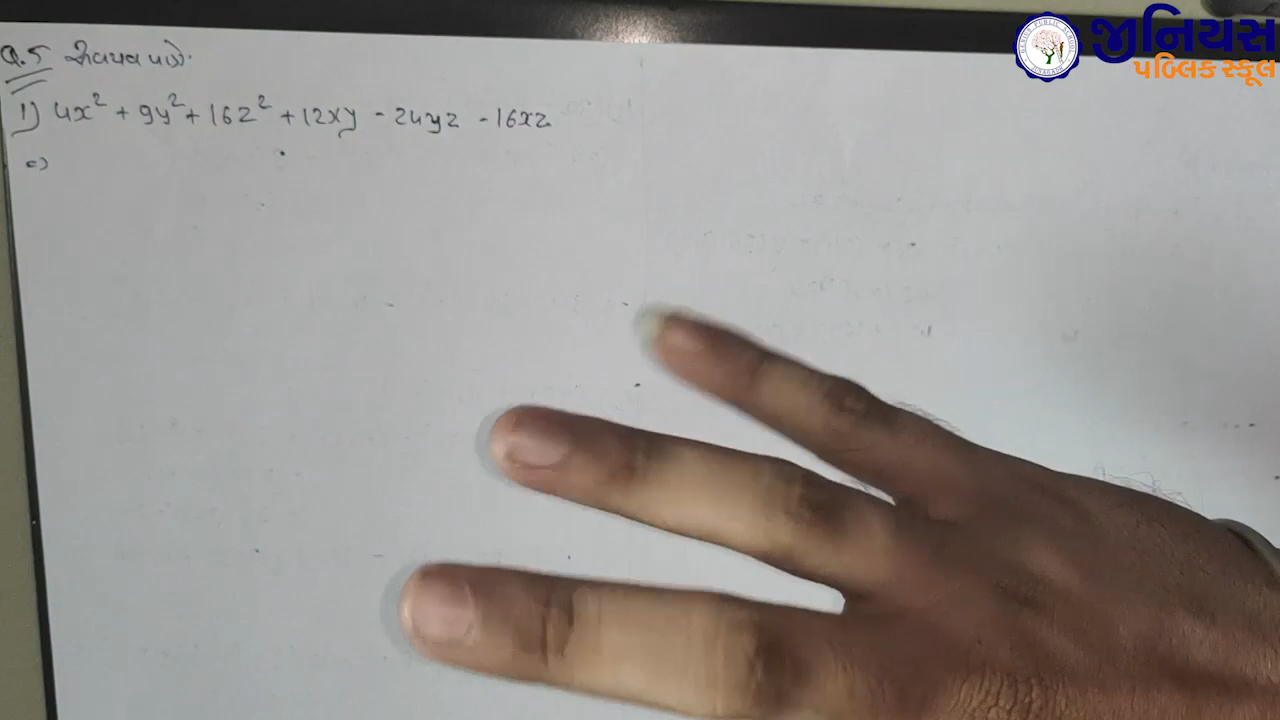 જીનિયસ
પબ્લિક સ્કૂલ
Q.5 અવયવ પાડો.
1) 4x² + 9y² + 16z² + 12xy - 24yz - 16xz
=)